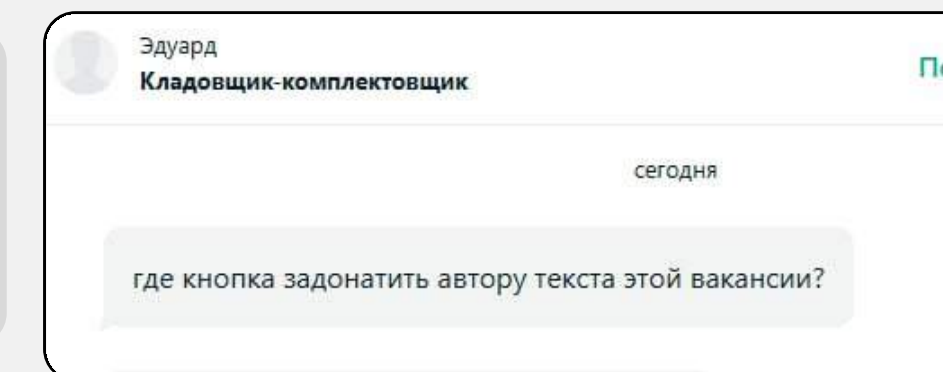 Эдуард
Кладовщик-комплектовщик
сегодня
где кнопка задонатить автору текста этой вакансии?